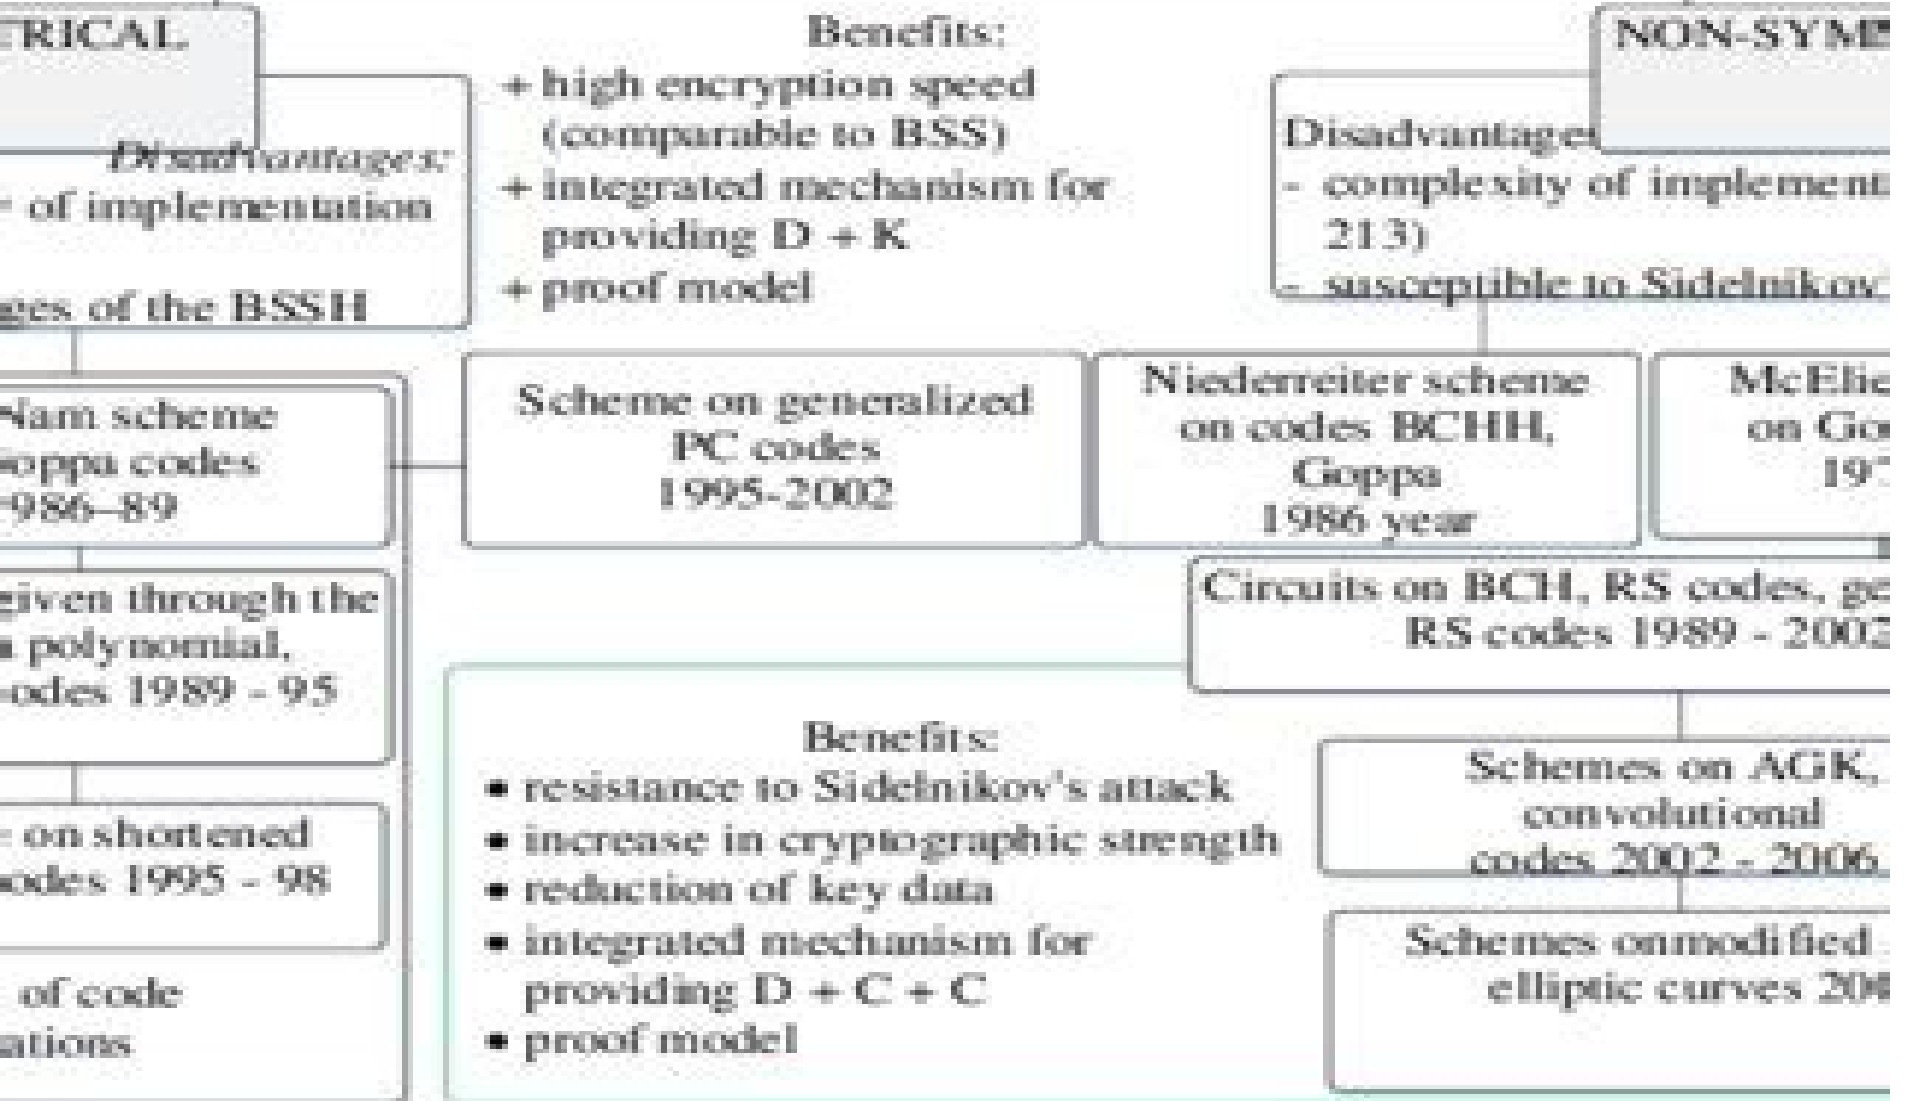 TRICAL
Disadvantages:
of implementation
ges of the BSSH
Benefits:
+ high encryption speed
(comparable to BSS)
+ integrated mechanism for
providing D + K
+ proof model
NON-SYM
Disadvantages
- complexity of implement
213)
- susceptible to Sidelnikov'
Nam scheme
Goppa codes
1986–89
given through the
a polynomial,
codes 1989 - 95
on shortened
codes 1995 - 98
of code
ations
Scheme on generalized
PC codes
1995-2002
Niederreiter scheme
on codes BCHH,
Goppa
1986 year
McElie
on Go
197
Circuits on BCH, RS codes, ge
RS codes 1989 - 2002
Benefits:
• resistance to Sidelnikov's attack
• increase in cryptographic strength
• reduction of key data
• integrated mechanism for
providing D + C + C
• proof model
Schemes on AGK,
convolutional
codes 2002 - 2006
Schemes onmodified
elliptic curves 20